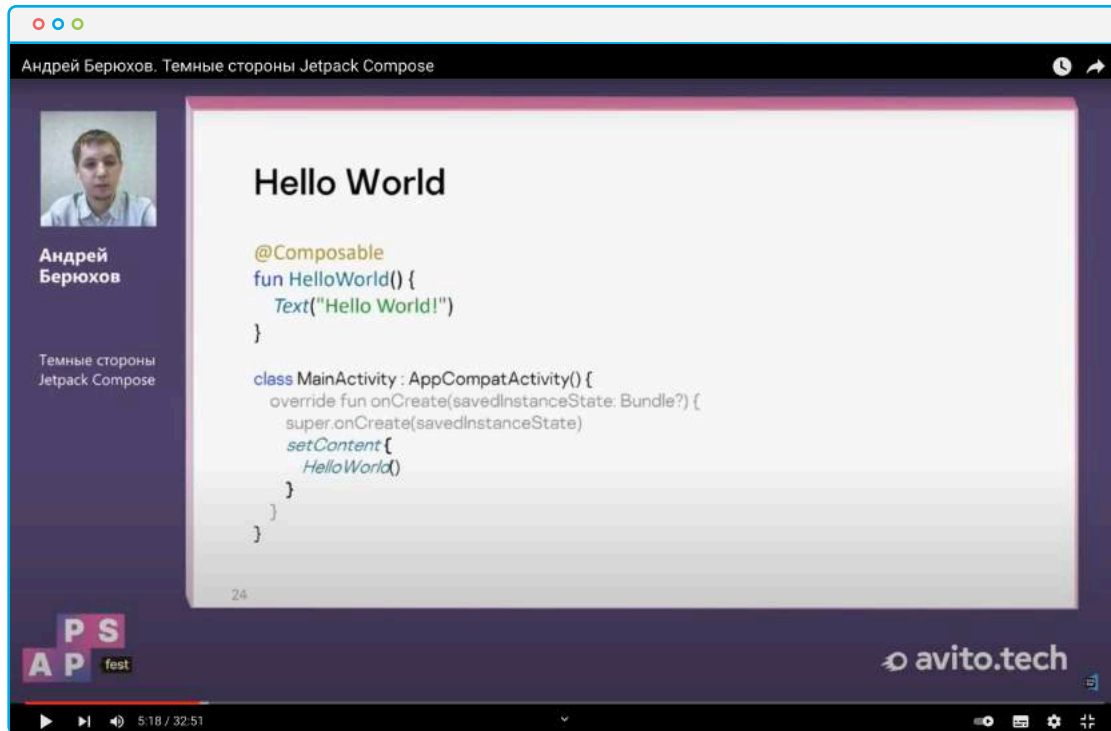 Андрей Берюхов. Темные стороны Jetpack Compose
Андрей
Берюхов
Темные стороны
Jetpack Compose
Hello World
@Composable
fun HelloWorld() {
Text("Hello World!")
}
class MainActivity : AppCompatActivity() {
override fun onCreate(savedInstanceState: Bundle?) {
super.onCreate(savedInstanceState)
setContent {
HelloWorld()
}
}
}
24
P S
A P fest
avito.tech
5:18 / 32:51